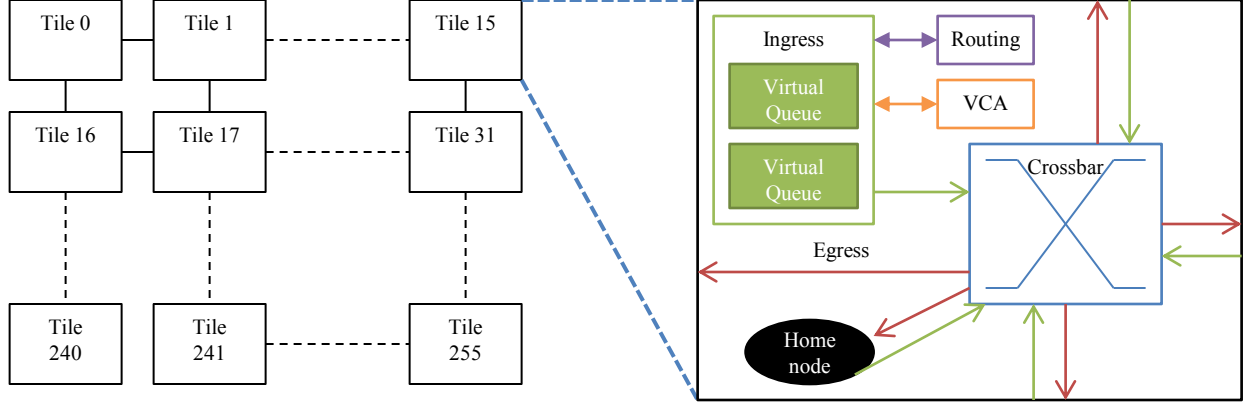 Tile 0
Tile 1
Tile 15
Tile 16
Tile 17
Tile 31
Tile
240
Tile
241
Tile
255
Ingress
Virtual
Queue
Virtual
Queue
Routing
VCA
Crossbar
Egress
Home
node